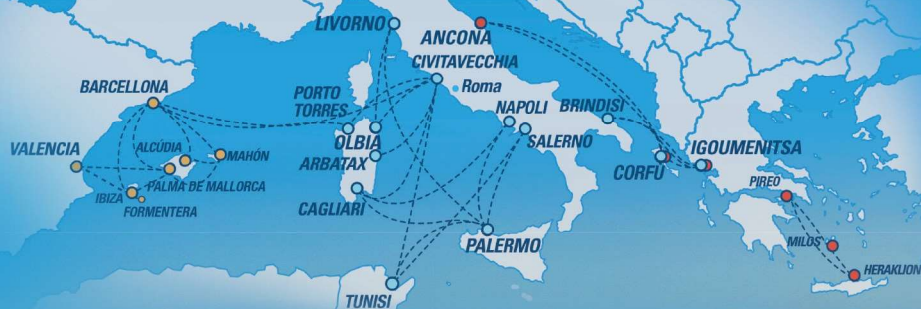 LIVORNO
ANCONA
CIVITAVECCHIA
Roma
BARCELLONA
PORTO
TORRES
NAPOLI
BRINDISI
SALERNO
OLBIA
ARBATAX
VALENCIA
ALCÚDIA
MAHÓN
PALMA DE MALLORCA
IBIZA
FORMENTERA
CAGLIARI
PALERMO
TUNISI
CORFÙ
IGOUMENITSA
PIREO
MILOS
HERAKLION